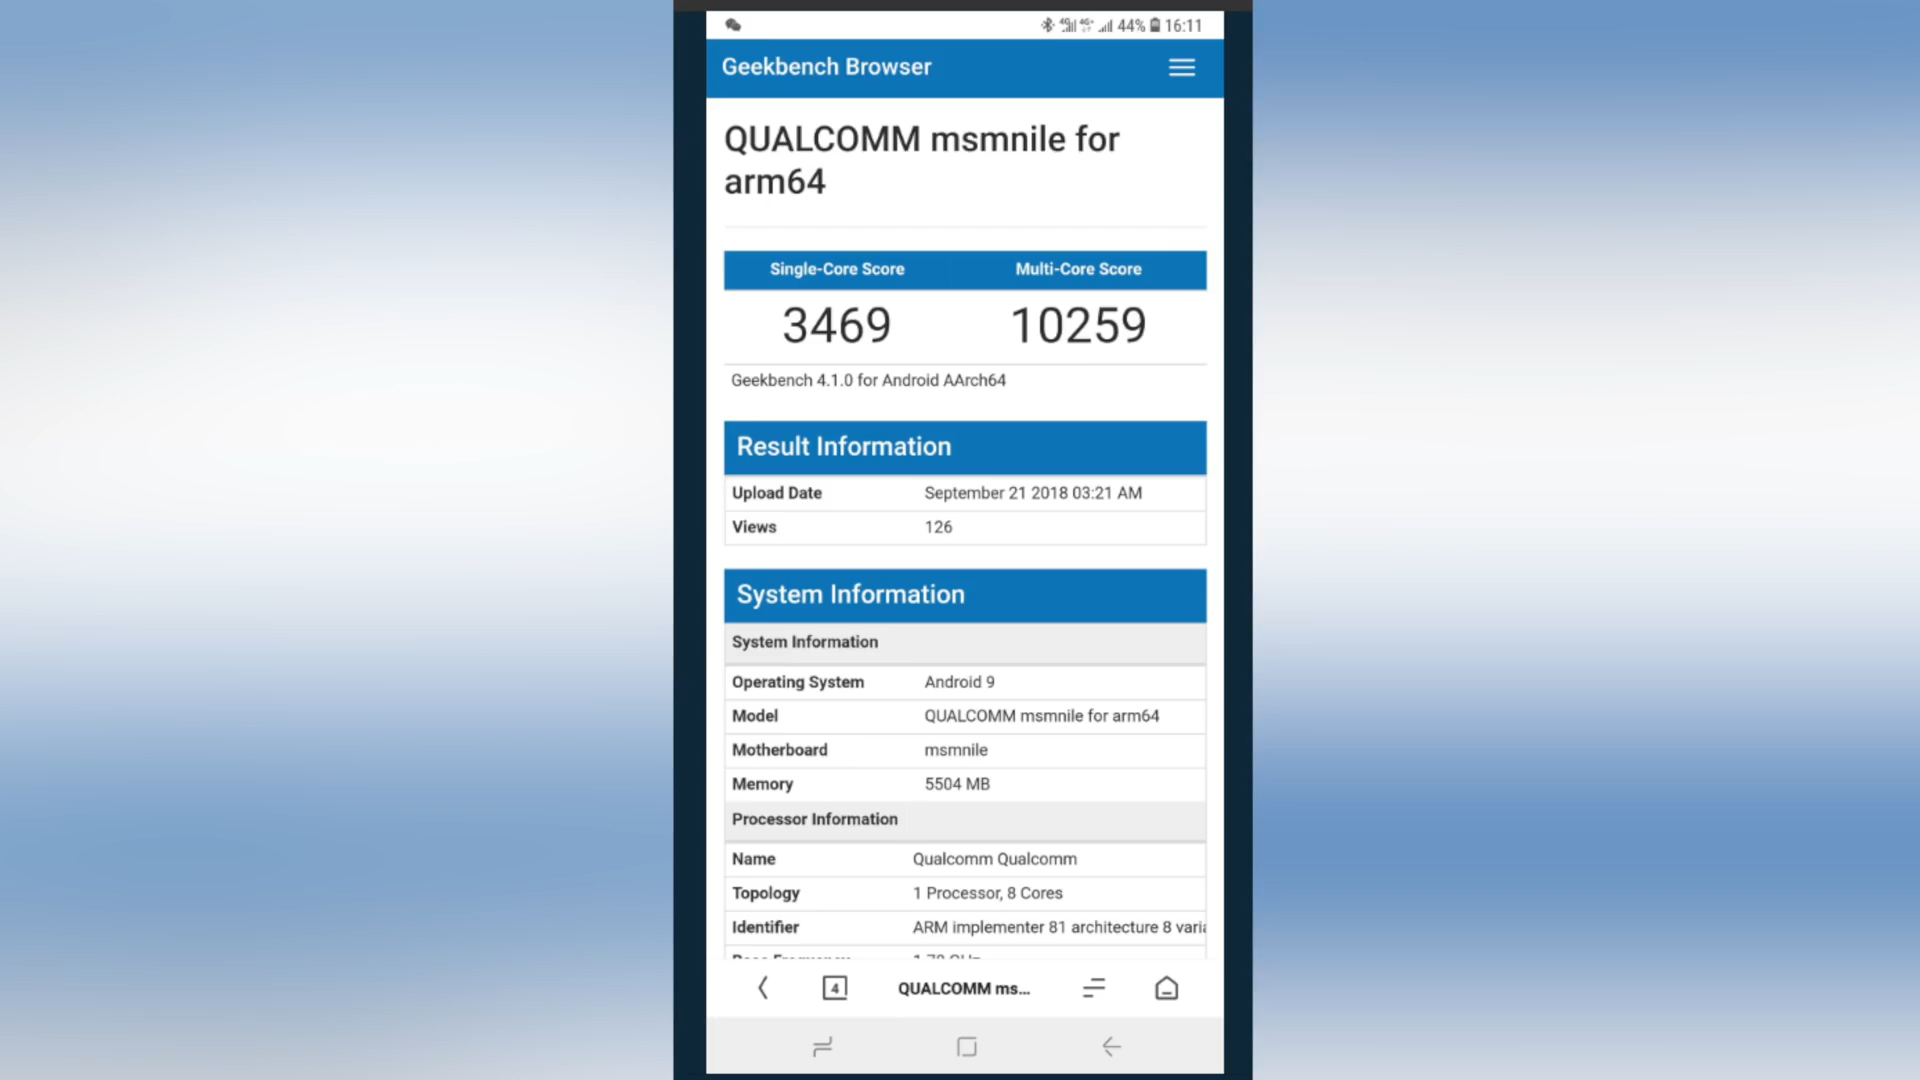 44% 16:11
Geekbench Browser
QUALCOMM msmnile for
arm64
Single-Core Score Multi-Core Score
3469 10259
Geekbench 4.1.0 for Android AArch64
Result Information
Upload Date September 21 2018 03:21 AM
Views 126
System Information
System Information
Operating System Android 9
Model QUALCOMM msmnile for arm64
Motherboard msmnile
Memory 5504 MB
Processor Information
Name Qualcomm Qualcomm
Topology 1 Processor, 8 Cores
Identifier ARM implementer 81 architecture 8 varia
4 QUALCOMM ms...